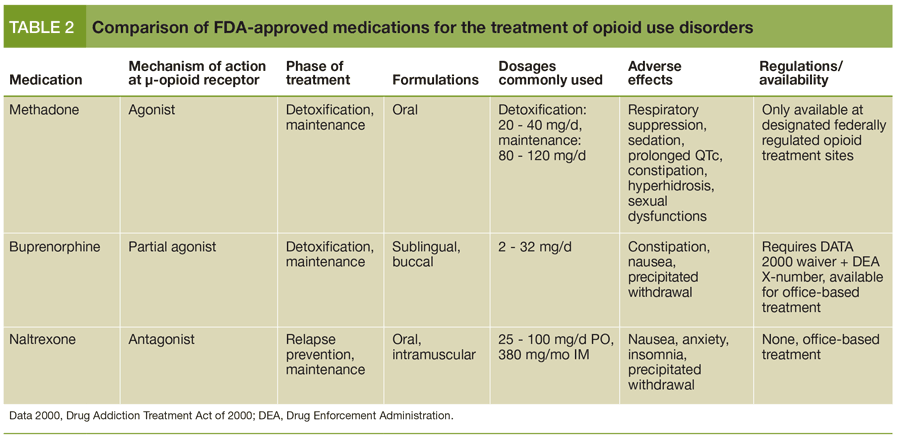 TABLE 2 Comparison of FDA-approved medications for the treatment of opioid use disorders
Medication
Mechanism of action
at µ-opioid receptor
Phase of
treatment
Formulations
Dosages
commonly used
Adverse
effects
Regulations/
availability
Methadone
Agonist
Detoxification,
maintenance
Oral
Detoxification:
20 - 40 mg/d,
maintenance:
80 - 120 mg/d
Respiratory
suppression,
sedation,
prolonged QTc,
constipation,
hyperhidrosis,
sexual
dysfunctions
Only available at
designated federally
regulated opioid
treatment sites
Buprenorphine
Partial agonist
Detoxification,
maintenance
Sublingual,
buccal
2 - 32 mg/d
Constipation,
nausea,
precipitated
withdrawal
Requires DATA
2000 waiver + DEA
X-number, available
for office-based
treatment
Naltrexone
Antagonist
Relapse
prevention,
maintenance
Oral,
intramuscular
25 - 100 mg/d PO,
380 mg/mo IM
Nausea, anxiety,
insomnia,
precipitated
withdrawal
None, office-based
treatment
Data 2000, Drug Addiction Treatment Act of 2000; DEA, Drug Enforcement Administration.